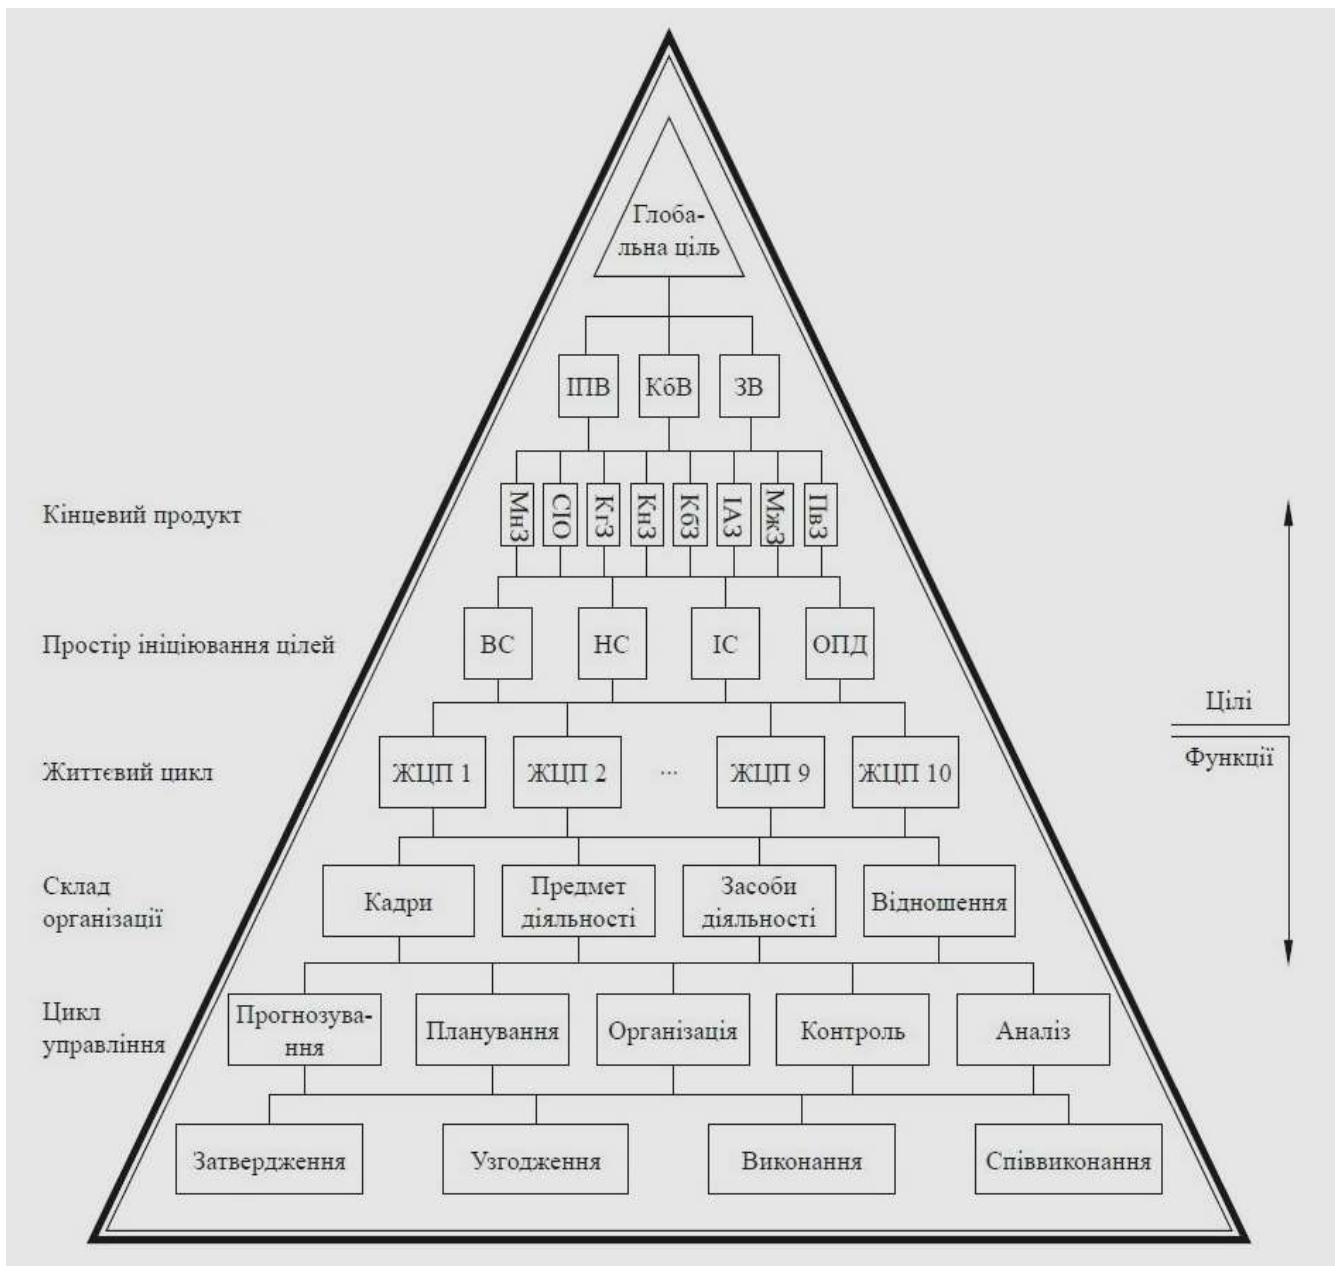 Глоба-
льна ціль
ІПВ КбВ ЗВ
МнЗ СІО КгЗ КнЗ КбЗ ІАЗ МжЗ ПвЗ
Кінцевий продукт
Простір ініціювання цілей ВС НС ІС ОПД
Цілі
Функції
Життєвий цикл ЖЦП 1 ЖЦП 2 ... ЖЦП 9 ЖЦП 10
Склад
організації
Кадри
Предмет
діяльності
Засоби
діяльності
Відношення
Цикл
управління
Прогнозува-
ння
Планування Організація Контроль Аналіз
Затвердження Узгодження Виконання Співвиконання